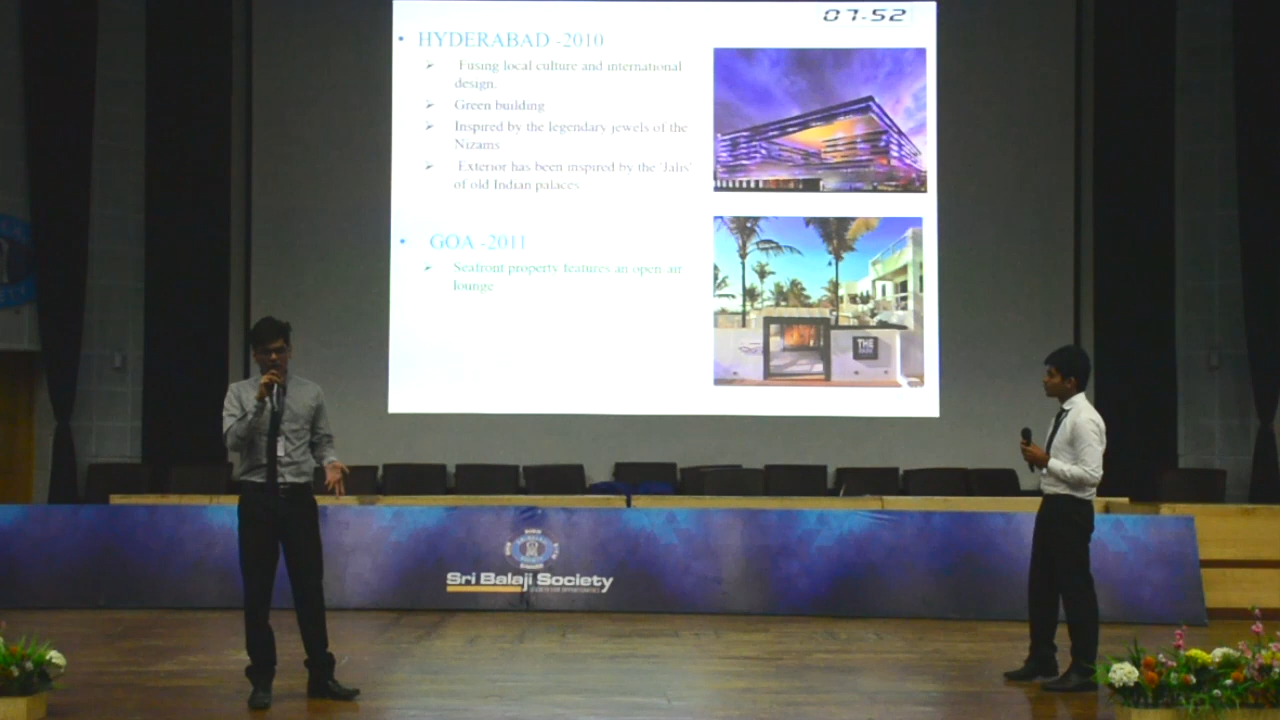 07:52
HYDERABAD -2010
Fusing local culture and international
design.
Green building
Inspired by the legendary jewels of the
Nizams
Exterior has been inspired by the 'Jalis'
of old Indian palaces.
GOA -2011
Seafront property features an open-air
lounge
THE
PARK
Sri Balaji Society